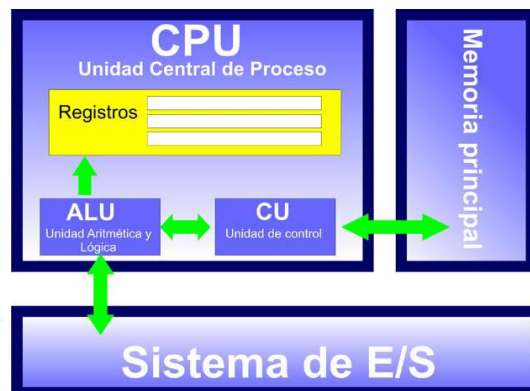 CPU
Unidad Central de Proceso
Registros
ALU
Unidad Aritmética y
Lógica
CU
Unidad de control
Memoria principal
Sistema de E/S